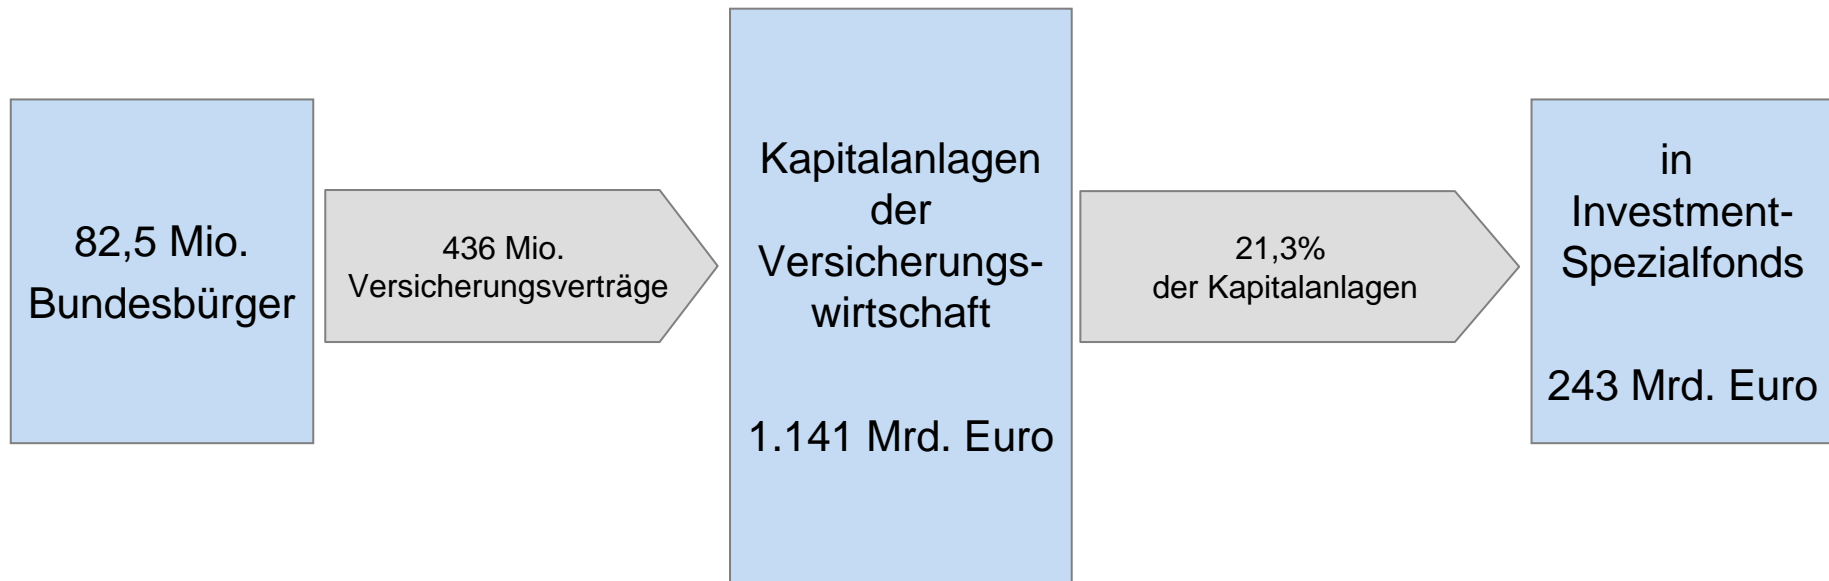 82,5 Mio.
Bundesbürger
436 Mio.
Versicherungsverträge
Kapitalanlagen
der
Versicherungs-
wirtschaft
1.141 Mrd. Euro
21,3%
der Kapitalanlagen
in
Investment-
Spezialfonds
243 Mrd. Euro